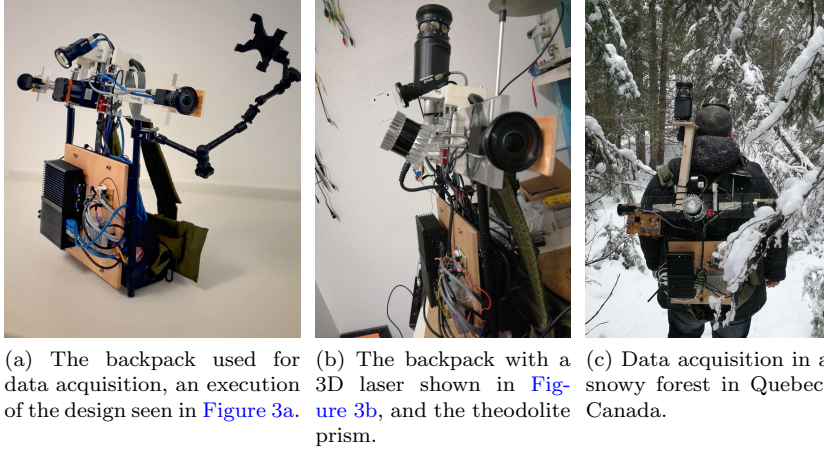 (a) The backpack used for
data acquisition, an execution
of the design seen in Figure 3a.
(b) The backpack with a
3D laser shown in Fig-
ure 3b, and the theodolite
prism.
(c) Data acquisition in a
snowy forest in Quebec
Canada.